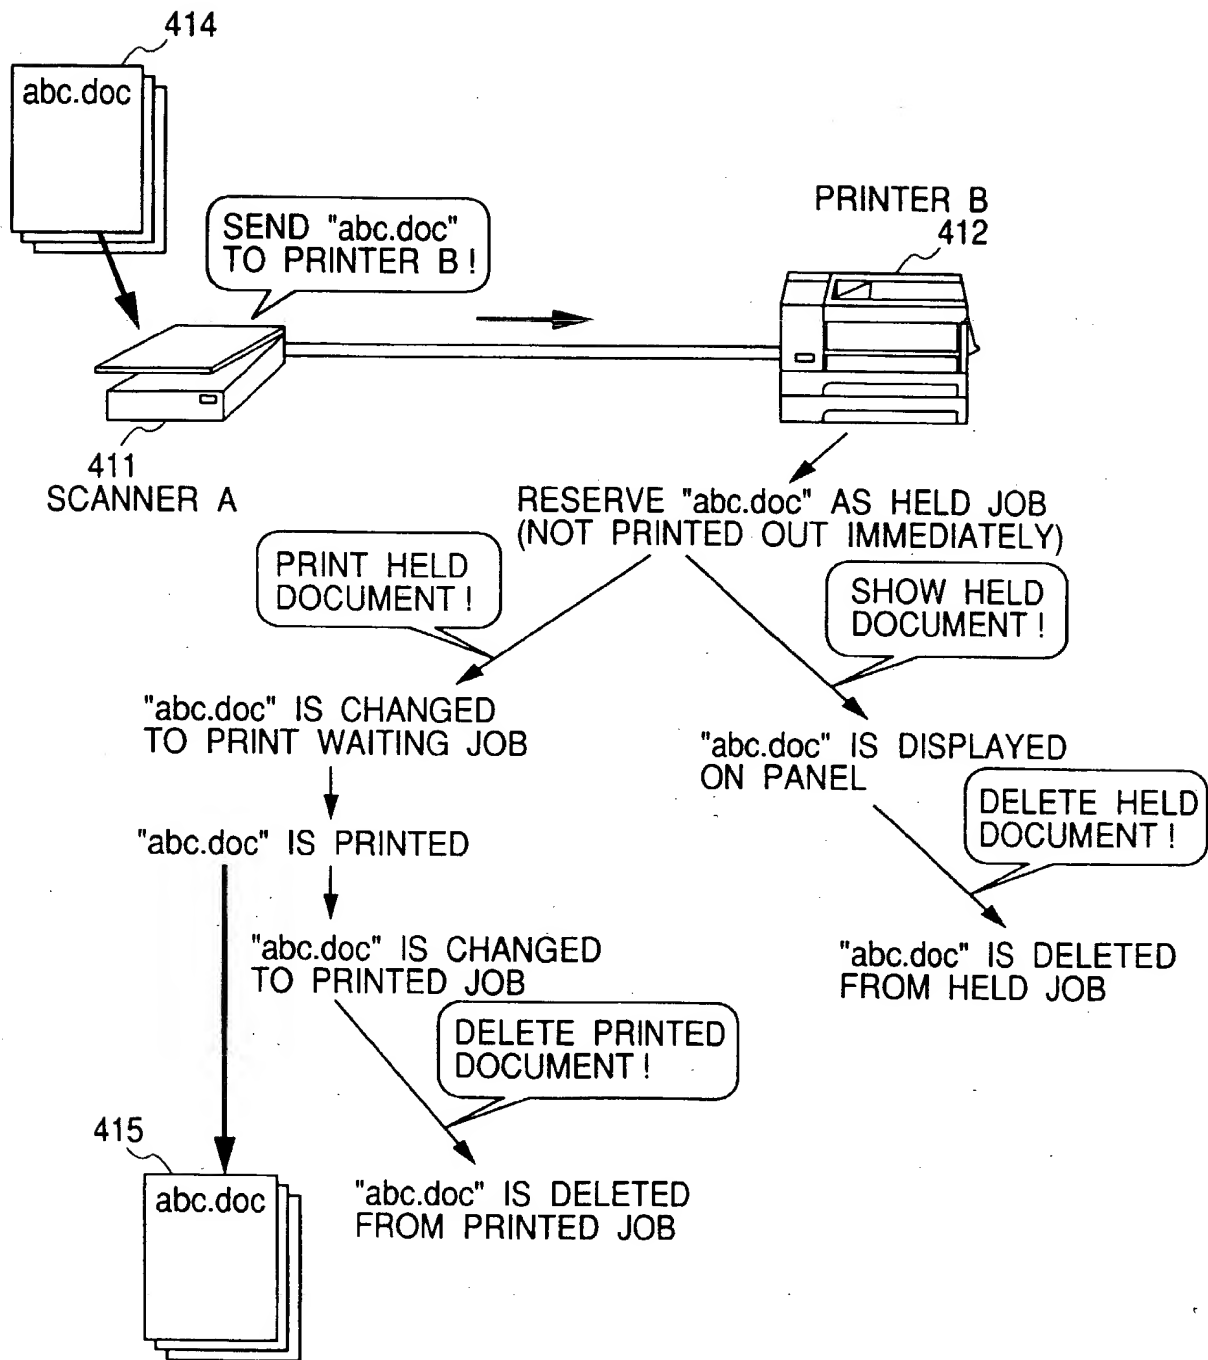 414
abc.doc
SEND "abc.doc"
TO PRINTER B !
PRINTER B
412
411
SCANNER A
RESERVE "abc.doc" AS HELD JOB
(NOT PRINTED OUT IMMEDIATELY)
PRINT HELD
DOCUMENT !
SHOW HELD
DOCUMENT !
"abc.doc" IS CHANGED
TO PRINT WAITING JOB
"abc.doc" IS DISPLAYED
ON PANEL
DELETE HELD
DOCUMENT !
"abc.doc" IS PRINTED
"abc.doc" IS CHANGED
TO PRINTED JOB
"abc.doc" IS DELETED
FROM HELD JOB
DELETE PRINTED
DOCUMENT !
415
abc.doc
"abc.doc" IS DELETED
FROM PRINTED JOB